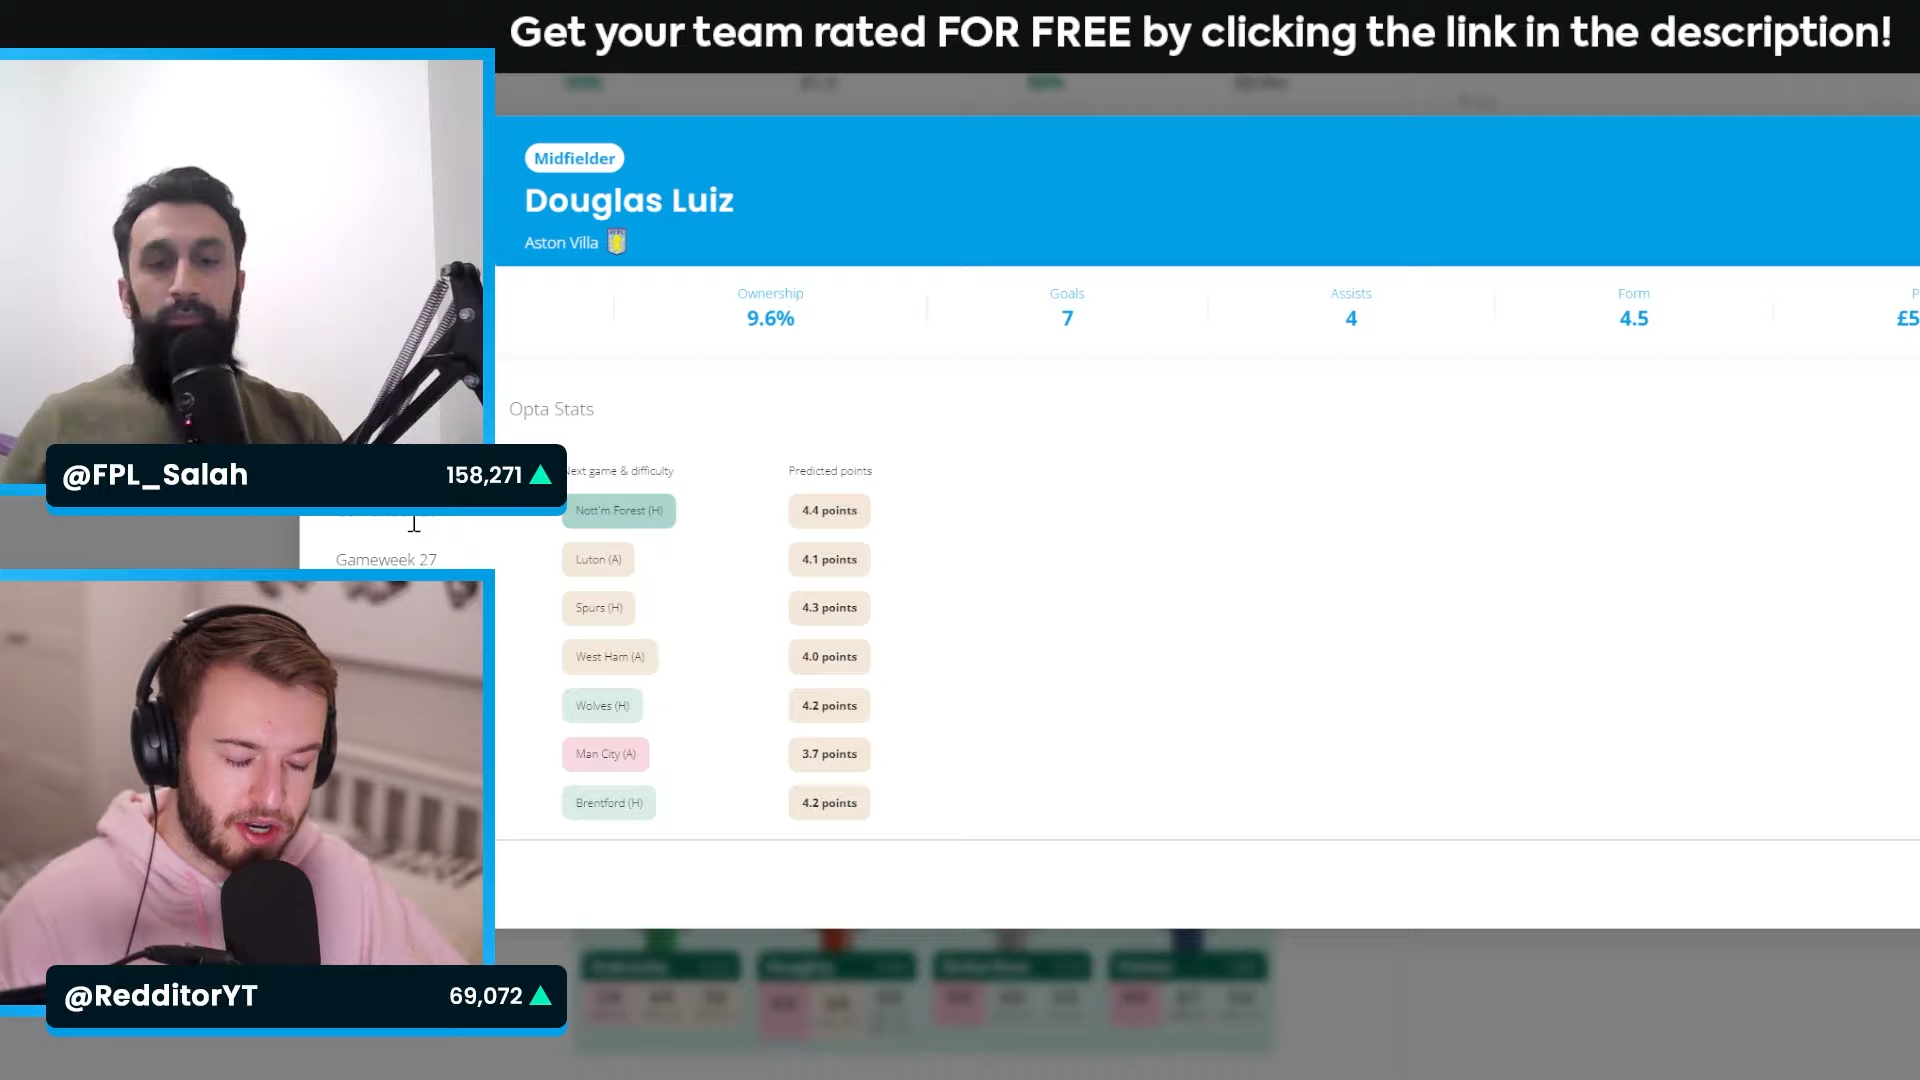 Get your team rated FOR FREE by clicking the link in the description!
Midfielder
Douglas Luiz
Aston Villa
Ownership
9.6%
Goals
7
Assists
4
Form
4.5
P
£5
Opta Stats
Next game & difficulty
Predicted points
Nott'm Forest (H)
4.4 points
Gameweek 27
Luton (A)
4.1 points
Spurs (H)
4.3 points
West Ham (A)
4.0 points
Wolves (H)
4.2 points
Man City (A)
3.7 points
Brentford (H)
4.2 points
@FPL_Salah
158,271
@RedditorYT
69,072